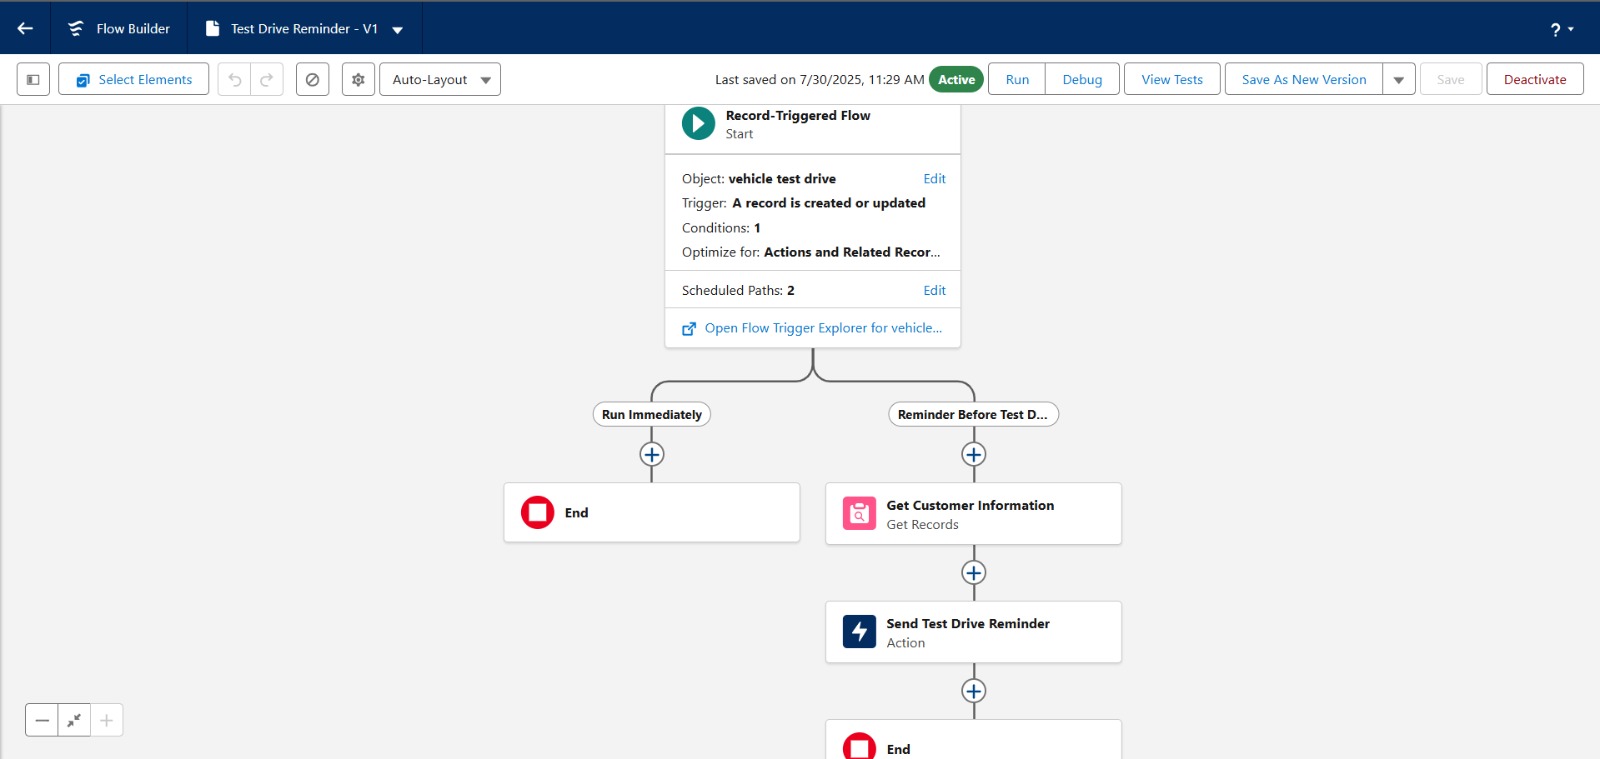 Flow Builder
Test Drive Reminder - V1
?
Select Elements
Auto-Layout
Last saved on 7/30/2025, 11:29 AM
Active
Run
Debug
View Tests
Save As New Version
Save
Deactivate
Record-Triggered Flow
Start
Object: vehicle test drive Edit
Trigger: A record is created or updated
Conditions: 1
Optimize for: Actions and Related Recor...
Scheduled Paths: 2 Edit
Open Flow Trigger Explorer for vehicle...
Run Immediately
Reminder Before Test D...
End
Get Customer Information
Get Records
Send Test Drive Reminder
Action
End